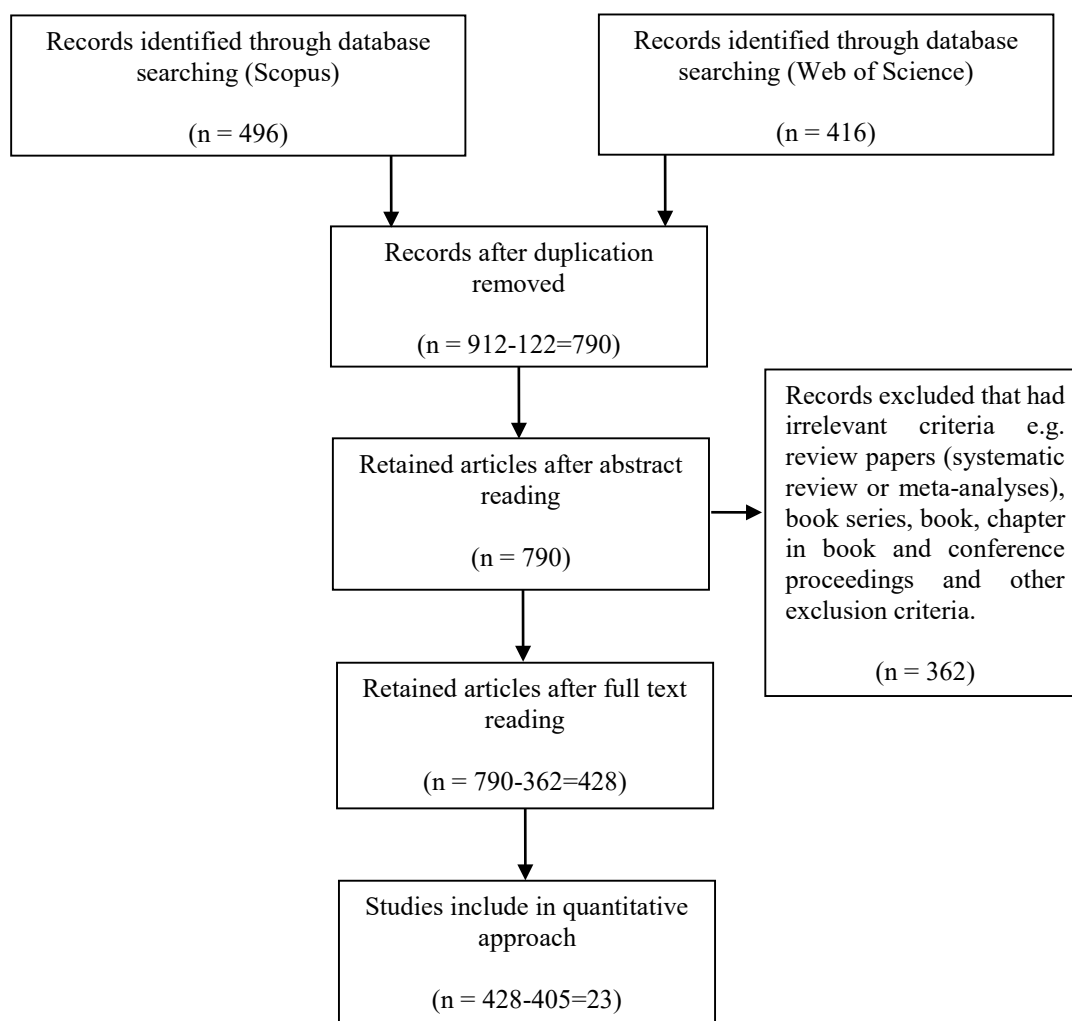 Records identified through database
searching (Scopus)
(n = 496)
Records identified through database
searching (Web of Science)
(n = 416)
Records after duplication
removed
(n = 912-122=790)
Retained articles after abstract
reading
(n = 790)
Records excluded that had
irrelevant criteria e.g.
review papers (systematic
review or meta-analyses),
book series, book, chapter
in book and conference
proceedings and other
exclusion criteria.
(n = 362)
Retained articles after full text
reading
(n = 790-362=428)
Studies include in quantitative
approach
(n = 428-405=23)